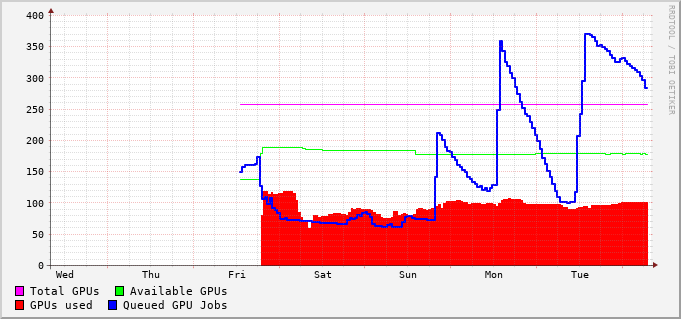 400
350
300
250
200
150
100
50
0
Wed Thu Fri Sat Sun Mon Tue
Total GPUs Available GPUs
GPUs used Queued GPU Jobs
RRDTOOL / TOBI OETIKER